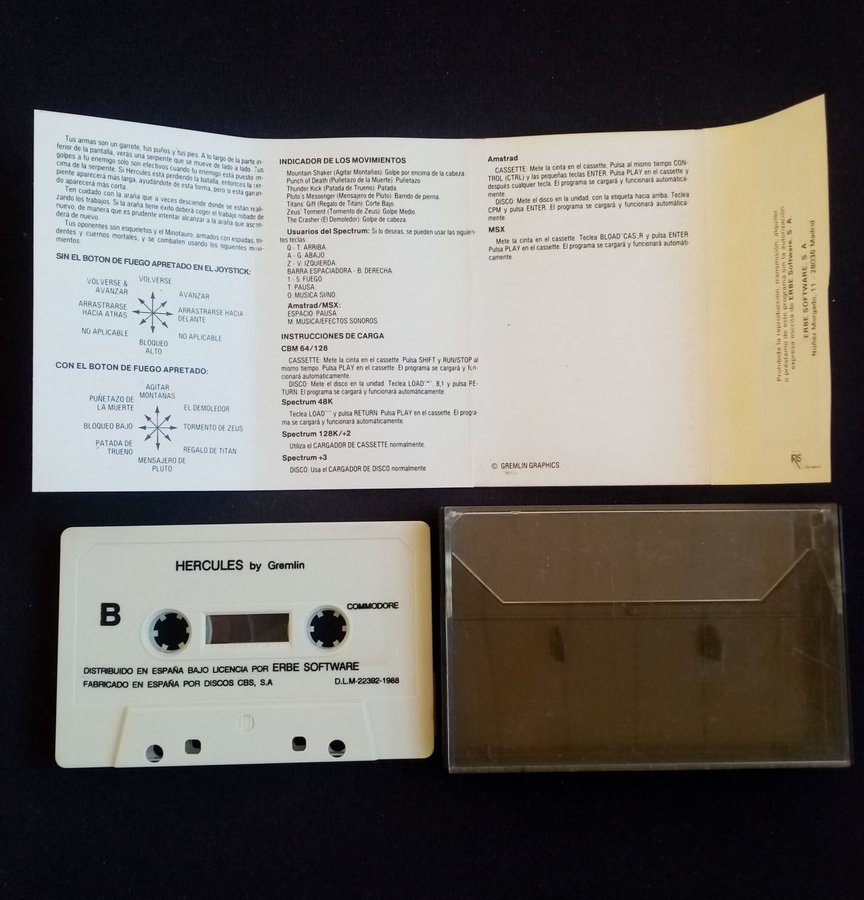 Tus armas son un garrote, tus puños y tus pies. A lo largo de la parte in-
ferior de la pantalla, verás una serpiente que se mueve de lado a lado. Tus
golpes a tu enemigo sólo son efectivos cuando tu enemigo está puesto en-
cima de la serpiente. Si Hércules está perdiendo la batalla, entonces la ser-
piente aparecerá más larga, ayudándote de esta forma, pero si está ganan-
do aparecerá más corta.
Ten cuidado con la araña que a veces desciende donde se están reali-
zando los trabajos. Si la araña tiene éxito deberá coger el trabajo robado de
nuevo, de manera que es prudente intentar alcanzar a la araña que ascen-
derá de nuevo.
Tus oponentes son esqueletos y el Minotauro, armados con espadas, tri-
dentes y cuernos mortales, y se combaten usando los siguientes movi-
mientos:
SIN EL BOTON DE FUEGO APRETADO EN EL JOYSTICK:
VOLVERSE
VOLVERSE &
AVANZAR
AVANZAR
ARRASTRARSE
HACIA ATRAS
ARRASTRARSE HACIA
DELANTE
NO APLICABLE
NO APLICABLE
BLOQUEO
ALTO
CON EL BOTON DE FUEGO APRETADO:
AGITAR
MONTAÑAS
PUÑETAZO DE
LA MUERTE
EL DEMOLEDOR
BLOQUEO BAJO
TORMENTO DE ZEUS
PATADA DE
TRUENO
REGALO DE TITAN
MENSAJERO DE
PLUTO
INDICADOR DE LOS MOVIMIENTOS
Mountain Shaker (Agitar Montañas): Golpe por encima de la cabeza.
Punch of Death (Puñetazo de la Muerte): Puñetazo
Thunder Kick (Patada de Trueno): Patada.
Pluto's Messenger (Mensajero de Pluto): Barrido de pierna.
Titans' Gift (Regalo de Titán): Corte Bajo
Zeus' Torment (Tormento de Zeus): Golpe Medio
The Crasher (El Demoledor): Golpe de cabeza.
Usuarios del Spectrum: Si lo deseas, se pueden usar las siguien-
tes teclas:
Q - T. ARRIBA
A - G. ABAJO
Z - V. IZQUIERDA
BARRA ESPACIADORA - B: DERECHA.
1 - 5. FUEGO.
T. PAUSA.
O. MUSICA SI/NO
Amstrad/MSX:
ESPACIO: PAUSA.
M: MUSICA/EFECTOS SONOROS.
INSTRUCCIONES DE CARGA
CBM 64/128
CASSETTE: Mete la cinta en el cassette. Pulsa SHIFT y RUN/STOP al
mismo tiempo. Pulsa PLAY en el cassette. El programa se cargará y fun-
cionará automáticamente.
DISCO: Mete el disco en la unidad. Teclea LOAD"*", 8,1 y pulsa RE-
TURN. El programa se cargará y funcionará automáticamente.
Spectrum 48K
Teclea LOAD"" y pulsa RETURN. Pulsa PLAY en el cassette. El progra-
ma se cargará y funcionará automáticamente.
Spectrum 128K/+2
Utiliza el CARGADOR DE CASSETTE normalmente.
Spectrum +3
DISCO: Usa el CARGADOR DE DISCO normalmente
Amstrad
CASSETTE: Mete la cinta en el cassette. Pulsa al mismo tiempo CON-
TROL (CTRL) y las pequeñas teclas ENTER. Pulsa PLAY en el cassette y
después cualquier tecla. El programa se cargará y funcionará automática-
mente.
DISCO: Mete el disco en la unidad, con la etiqueta hacia arriba. Teclea
CPM y pulsa ENTER. El programa se cargará y funcionará automática-
mente
MSX
Mete la cinta en el cassette. Teclea BLOAD"CAS:,R y pulsa ENTER.
Pulsa PLAY en el cassette. El programa se cargará y funcionará automáti-
camente.
© GREMLIN GRAPHICS.
Prohibida la reproducción, transmisión, alquiler
o préstamo de este programa sin la autorización
expresa escrita de ERBE Software, S. A.
ERBE SOFTWARE, S. A.
Núñez Morgado, 11 28036 Madrid
HERCULES by Gremlin
B
COMMODORE
DISTRIBUIDO EN ESPAÑA BAJO LICENCIA POR ERBE SOFTWARE
FABRICADO EN ESPAÑA POR DISCOS CBS, S.A
D.L.M-22392-1988